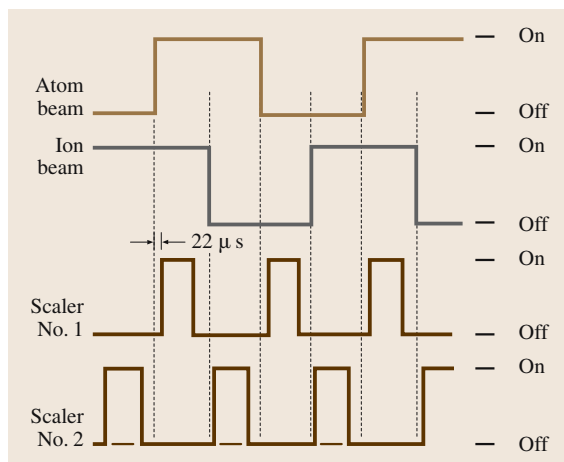 On
Atom
beam
Off
Ion
beam
On
Off
22 μ s
On
Scaler
No. 1
Off
On
Scaler
No. 2
Off